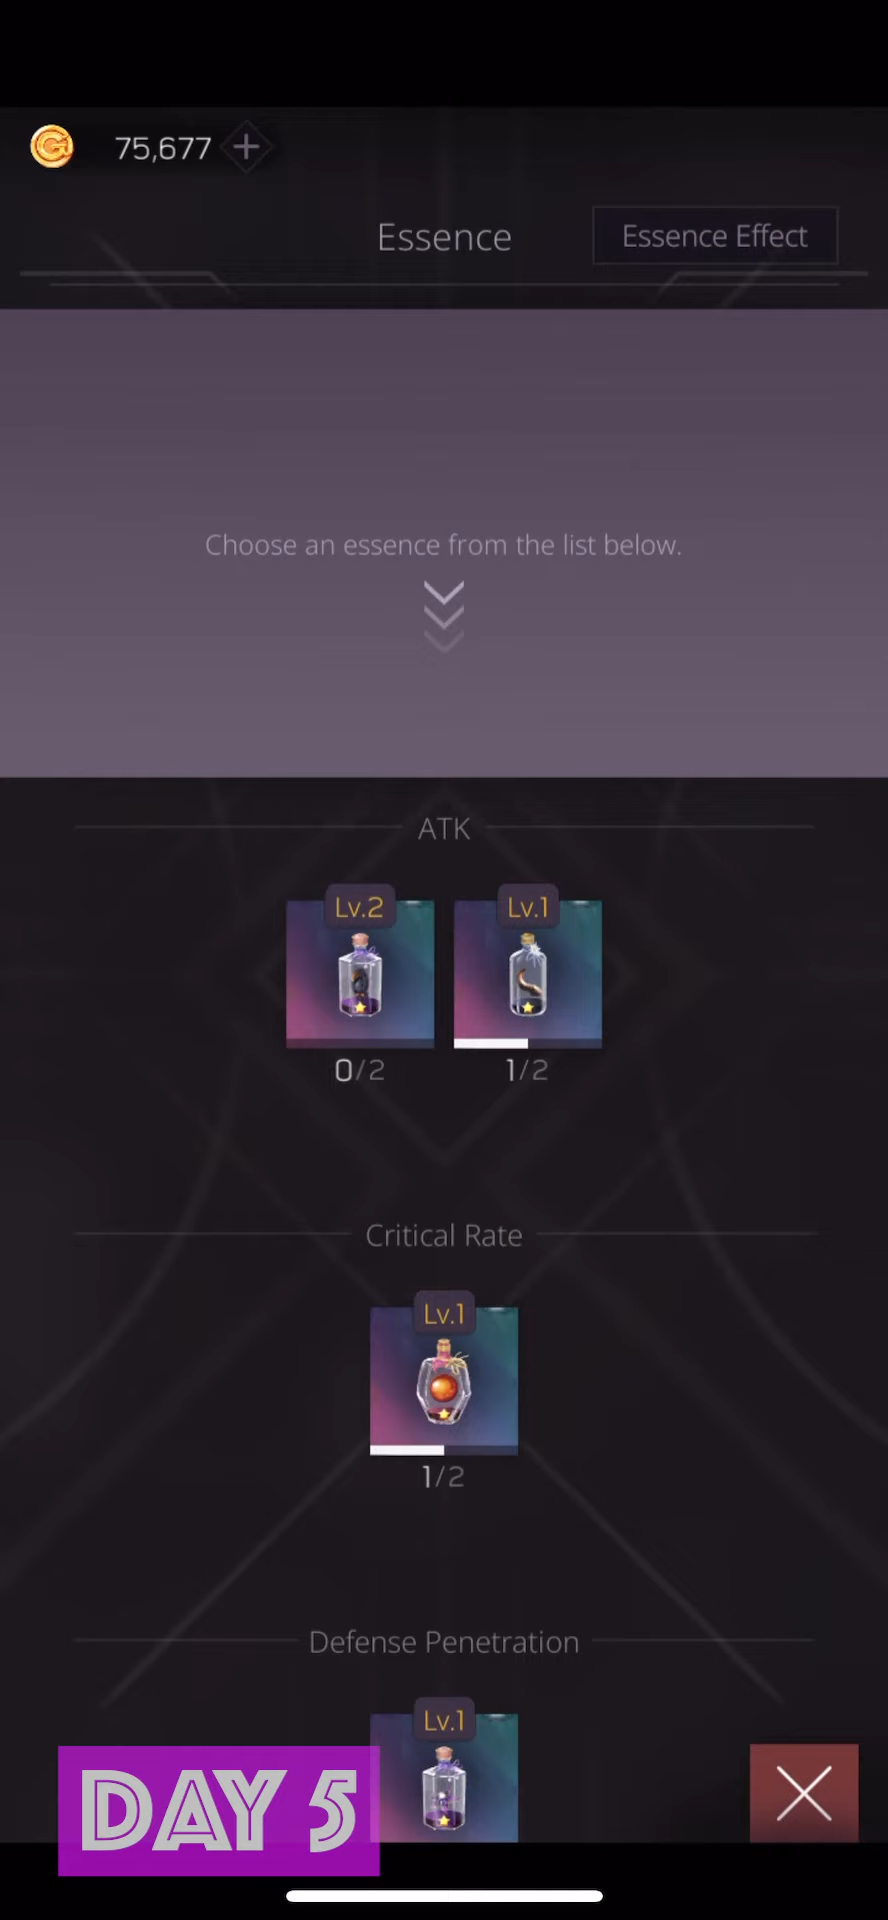 75,677
Essence
Essence Effect
Choose an essence from the list below.
ATK
Lv.2
Lv.1
0/2
1/2
Critical Rate
Lv.1
1/2
Defense Penetration
Lv.1
DAY 5